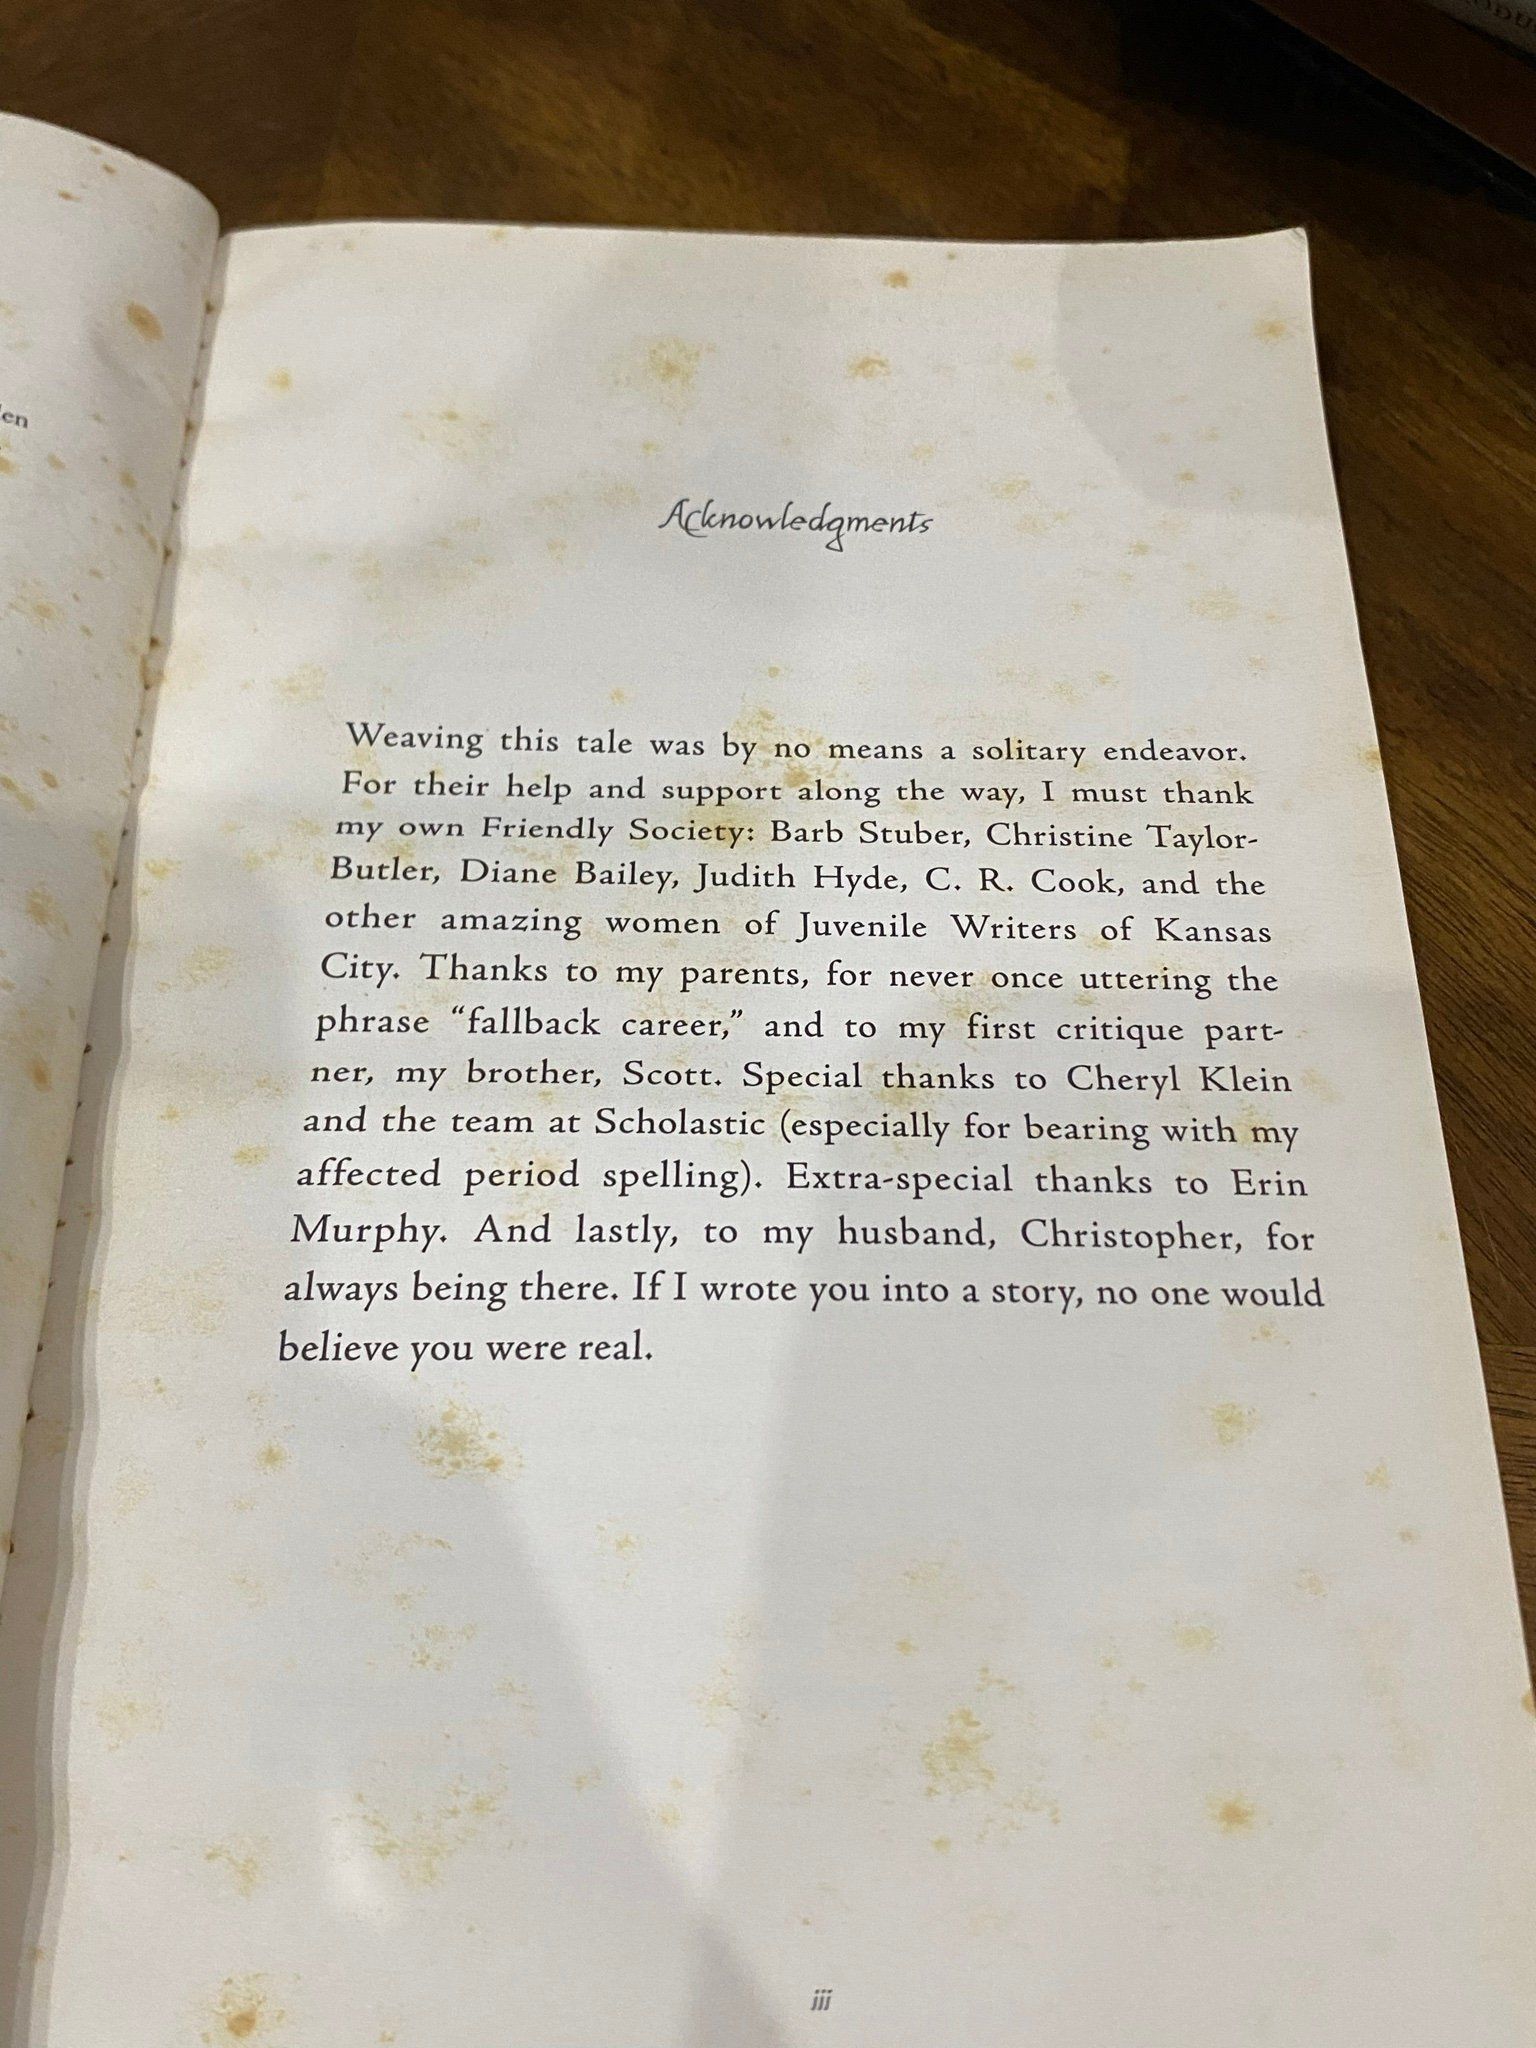 Acknowledgments
Weaving this tale was by no means a solitary endeavor.
For their help and support along the way, I must thank
my own Friendly Society: Barb Stuber, Christine Taylor-
Butler, Diane Bailey, Judith Hyde, C. R. Cook, and the
other amazing women of Juvenile Writers of Kansas
City. Thanks to my parents, for never once uttering the
phrase “fallback career,” and to my first critique part-
ner, my brother, Scott. Special thanks to Cheryl Klein
and the team at Scholastic (especially for bearing with my
affected period spelling). Extra-special thanks to Erin
Murphy. And lastly, to my husband, Christopher, for
always being there. If I wrote you into a story, no one would
believe you were real.
iii